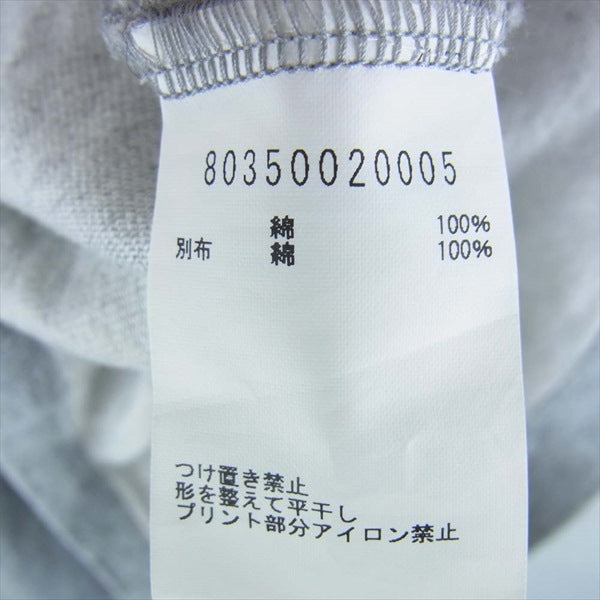 80350020005
綿 100%
別布 綿 100%
つけ置き禁止
形を整えて平干し
プリント部分アイロン禁止